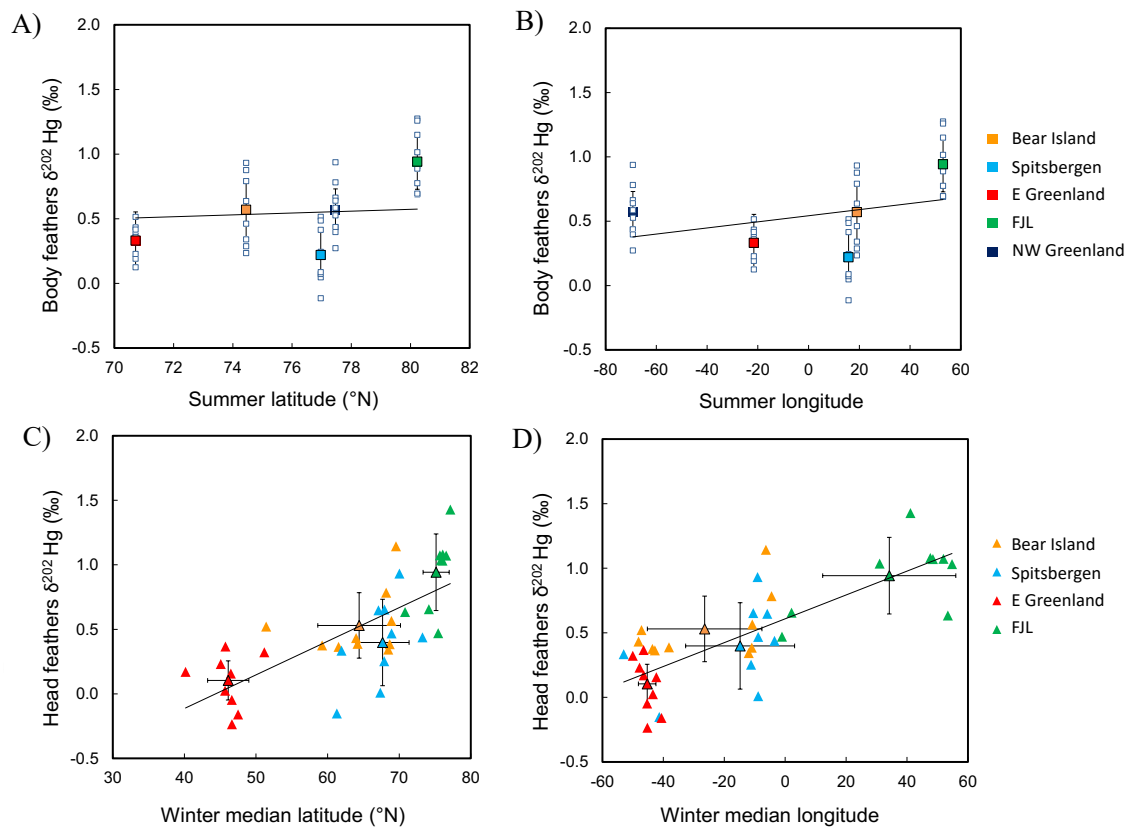 A)
2.0
1.5
1.0
0.5
0.0
-0.5
70
72
74
76
78
80
82
Body feathers δ²⁰² Hg (‰)
Summer latitude (°N)
B)
2.0
1.5
1.0
0.5
0.0
-0.5
-80
-60
-40
-20
0
20
40
60
Body feathers δ²⁰² Hg (‰)
Summer longitude
Bear Island
Spitsbergen
E Greenland
FJL
NW Greenland
C)
2.0
1.5
1.0
0.5
0.0
-0.5
30
40
50
60
70
80
Head feathers δ²⁰² Hg (‰)
Winter median latitude (°N)
D)
2.0
1.5
1.0
0.5
0.0
-0.5
-60
-40
-20
0
20
40
60
Head feathers δ²⁰² Hg (‰)
Winter median longitude
Bear Island
Spitsbergen
E Greenland
FJL